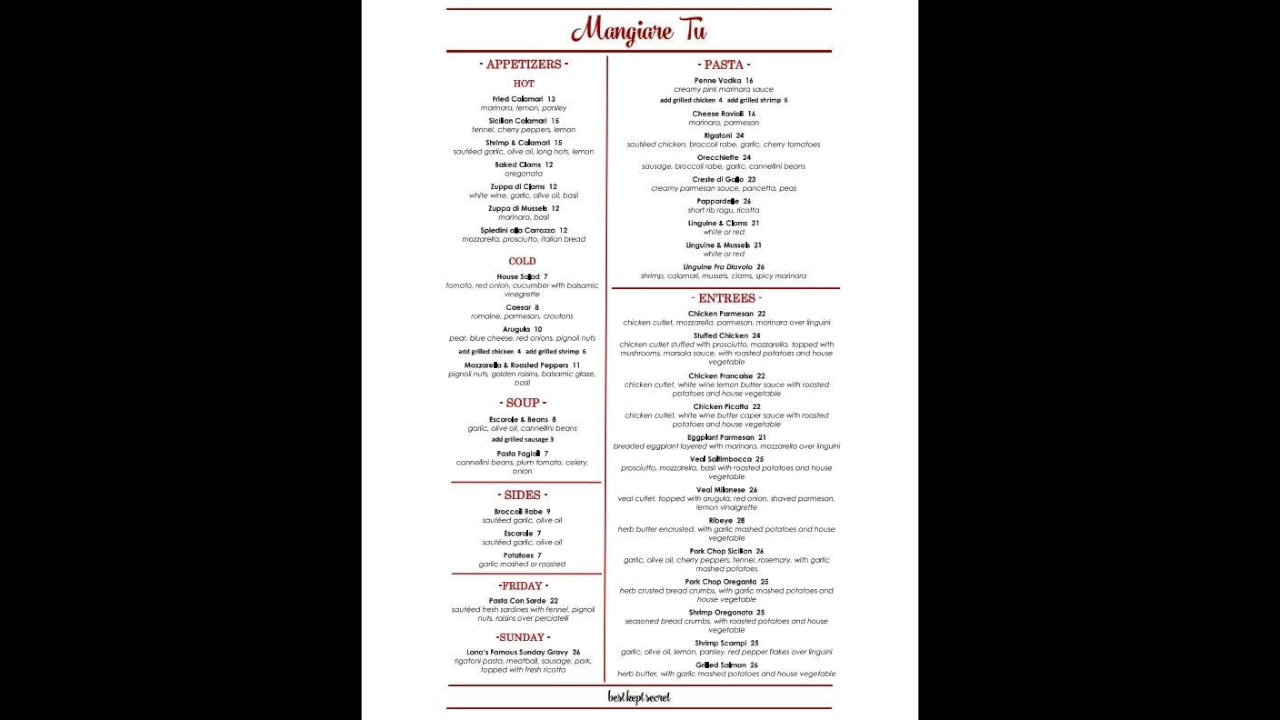 Mangiare Tu
- APPETIZERS -
HOT
Fried Calamari 13
marinara, lemon, parsley
Sicilian Calamari 15
fennel, cherry peppers, lemon
Shrimp & Calamari 15
sautéed garlic, olive oil, long hots, lemon
Baked Clams 12
oreganata
Zuppa di Clams 12
white wine, garlic, olive oil, basil
Zuppa di Mussels 12
marinara, basil
Spiedini alla Carrozza 12
mozzarella, prosciutto, italian bread
COLD
House Salad 7
tomato, red onion, cucumber with balsamic
vinegrette
Caesar 8
romaine, parmesan, croutons
Arugula 10
pear, blue cheese, red onions, pignoli nuts
add grilled chicken 4 add grilled shrimp 6
Mozzarella & Roasted Peppers 11
pignoli nuts, golden raisins, balsamic glaze,
basil
- SOUP -
Escarole & Beans 8
garlic, olive oil, cannellini beans
add grilled sausage 3
Pasta Fagioli 7
cannellini beans, plum tomato, celery,
onion
- SIDES -
Broccoli Rabe 9
sautéed garlic, olive oil
Escarole 7
sautéed garlic, olive oil
Potatoes 7
garlic mashed or roasted
-FRIDAY -
Pasta Con Sarde 22
sautéed fresh sardines with fennel, pignoli
nuts, raisins over perciatelli
-SUNDAY -
Lana's Famous Sunday Gravy 26
rigatoni pasta, meatball, sausage, pork,
topped with fresh ricotta
- PASTA -
Penne Vodka 16
creamy pink marinara sauce
add grilled chicken 4 add grilled shrimp 6
Cheese Ravioli 16
marinara, parmesan
Rigatoni 24
sautéed chicken, broccoli rabe, garlic, cherry tomatoes
Orecchiette 24
sausage, broccoli rabe, garlic, cannellini beans
Creste di Gallo 23
creamy parmesan sauce, pancetta, peas
Pappardelle 26
short rib ragu, ricotta
Linguine & Clams 21
white or red
Linguine & Mussels 21
white or red
Linguine Fra Diavolo 26
shrimp, calamari, mussels, clams, spicy marinara
- ENTREES -
Chicken Parmesan 22
chicken cutlet, mozzarella, parmesan, marinara over linguini
Stuffed Chicken 24
chicken cutlet stuffed with prosciutto, mozzarella, topped with
mushrooms, marsala sauce, with roasted potatoes and house
vegetable
Chicken Francaise 22
chicken cutlet, white wine lemon butter sauce with roasted
potatoes and house vegetable
Chicken Picatta 22
chicken cutlet, white wine butter caper sauce with roasted
potatoes and house vegetable
Eggplant Parmesan 21
breaded eggplant layered with marinara, mozzarella over linguini
Veal Saltimbocca 25
prosciutto, mozzarella, basil with roasted potatoes and house
vegetable
Veal Milanese 26
veal cutlet, topped with arugula, red onion, shaved parmesan,
lemon vinaigrette
Ribeye 28
herb butter encrusted, with garlic mashed potatoes and house
vegetable
Pork Chop Sicilian 26
garlic, olive oil, cherry peppers, fennel, rosemary, with garlic
mashed potatoes
Pork Chop Oreganta 25
herb crusted bread crumbs, with garlic mashed potatoes and
house vegetable
Shrimp Oreganata 25
seasoned bread crumbs, with roasted potatoes and house
vegetable
Shrimp Scampi 25
garlic, olive oil, lemon, parsley, red pepper flakes over linguini
Grilled Salmon 26
herb butter, with garlic mashed potatoes and house vegetable
best kept secret